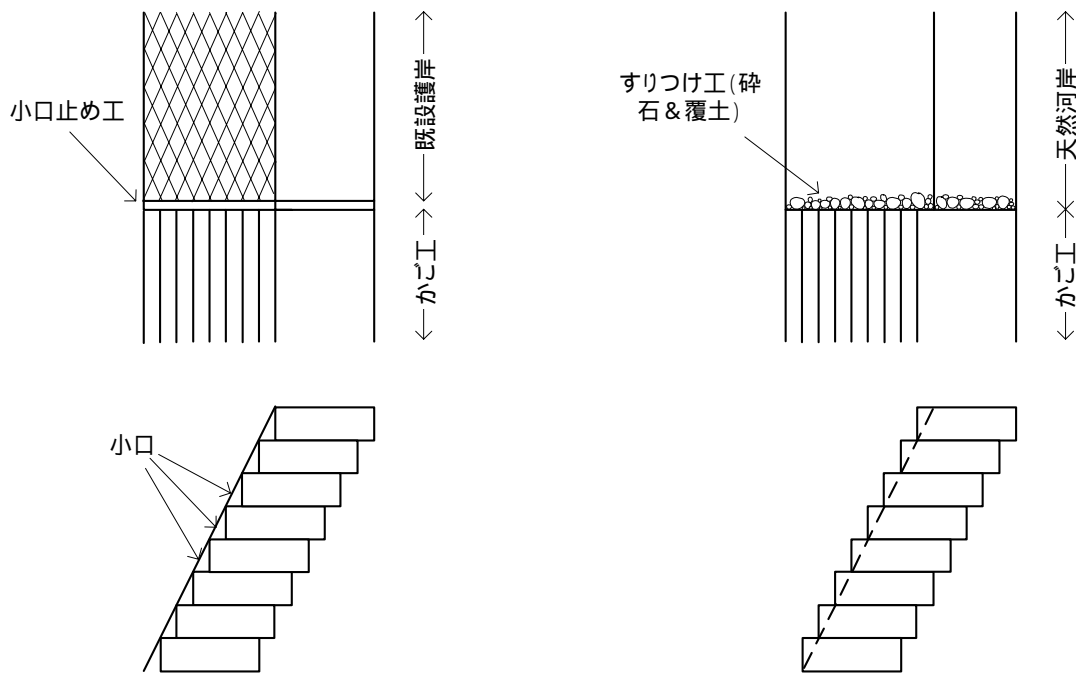 小口止め工
既設護岸
かご工
すりつけ工(砕
石&覆土)
天然河岸
かご工
小口